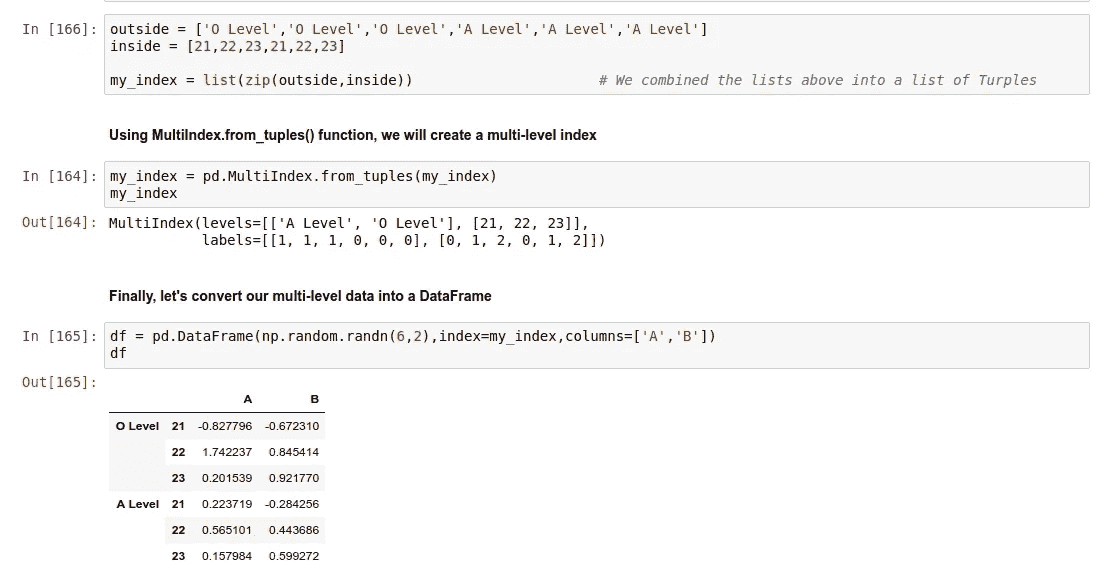 In [166]: outside = ['O Level','O Level','O Level','A Level','A Level','A Level']
inside = [21,22,23,21,22,23]
my_index = list(zip(outside,inside)) # We combined the lists above into a list of Turples
Using MultiIndex.from_tuples() function, we will create a multi-level index
In [164]: my_index = pd.MultiIndex.from_tuples(my_index)
my_index
Out[164]: MultiIndex(levels=[['A Level', 'O Level'], [21, 22, 23]],
labels=[[1, 1, 1, 0, 0, 0], [0, 1, 2, 0, 1, 2]])
Finally, let's convert our multi-level data into a DataFrame
In [165]: df = pd.DataFrame(np.random.randn(6,2),index=my_index,columns=['A','B'])
df
Out[165]:
A B
O Level 21 -0.827796 -0.672310
22 1.742237 0.845414
23 0.201539 0.921770
A Level 21 0.223719 -0.284256
22 0.565101 0.443686
23 0.157984 0.599272